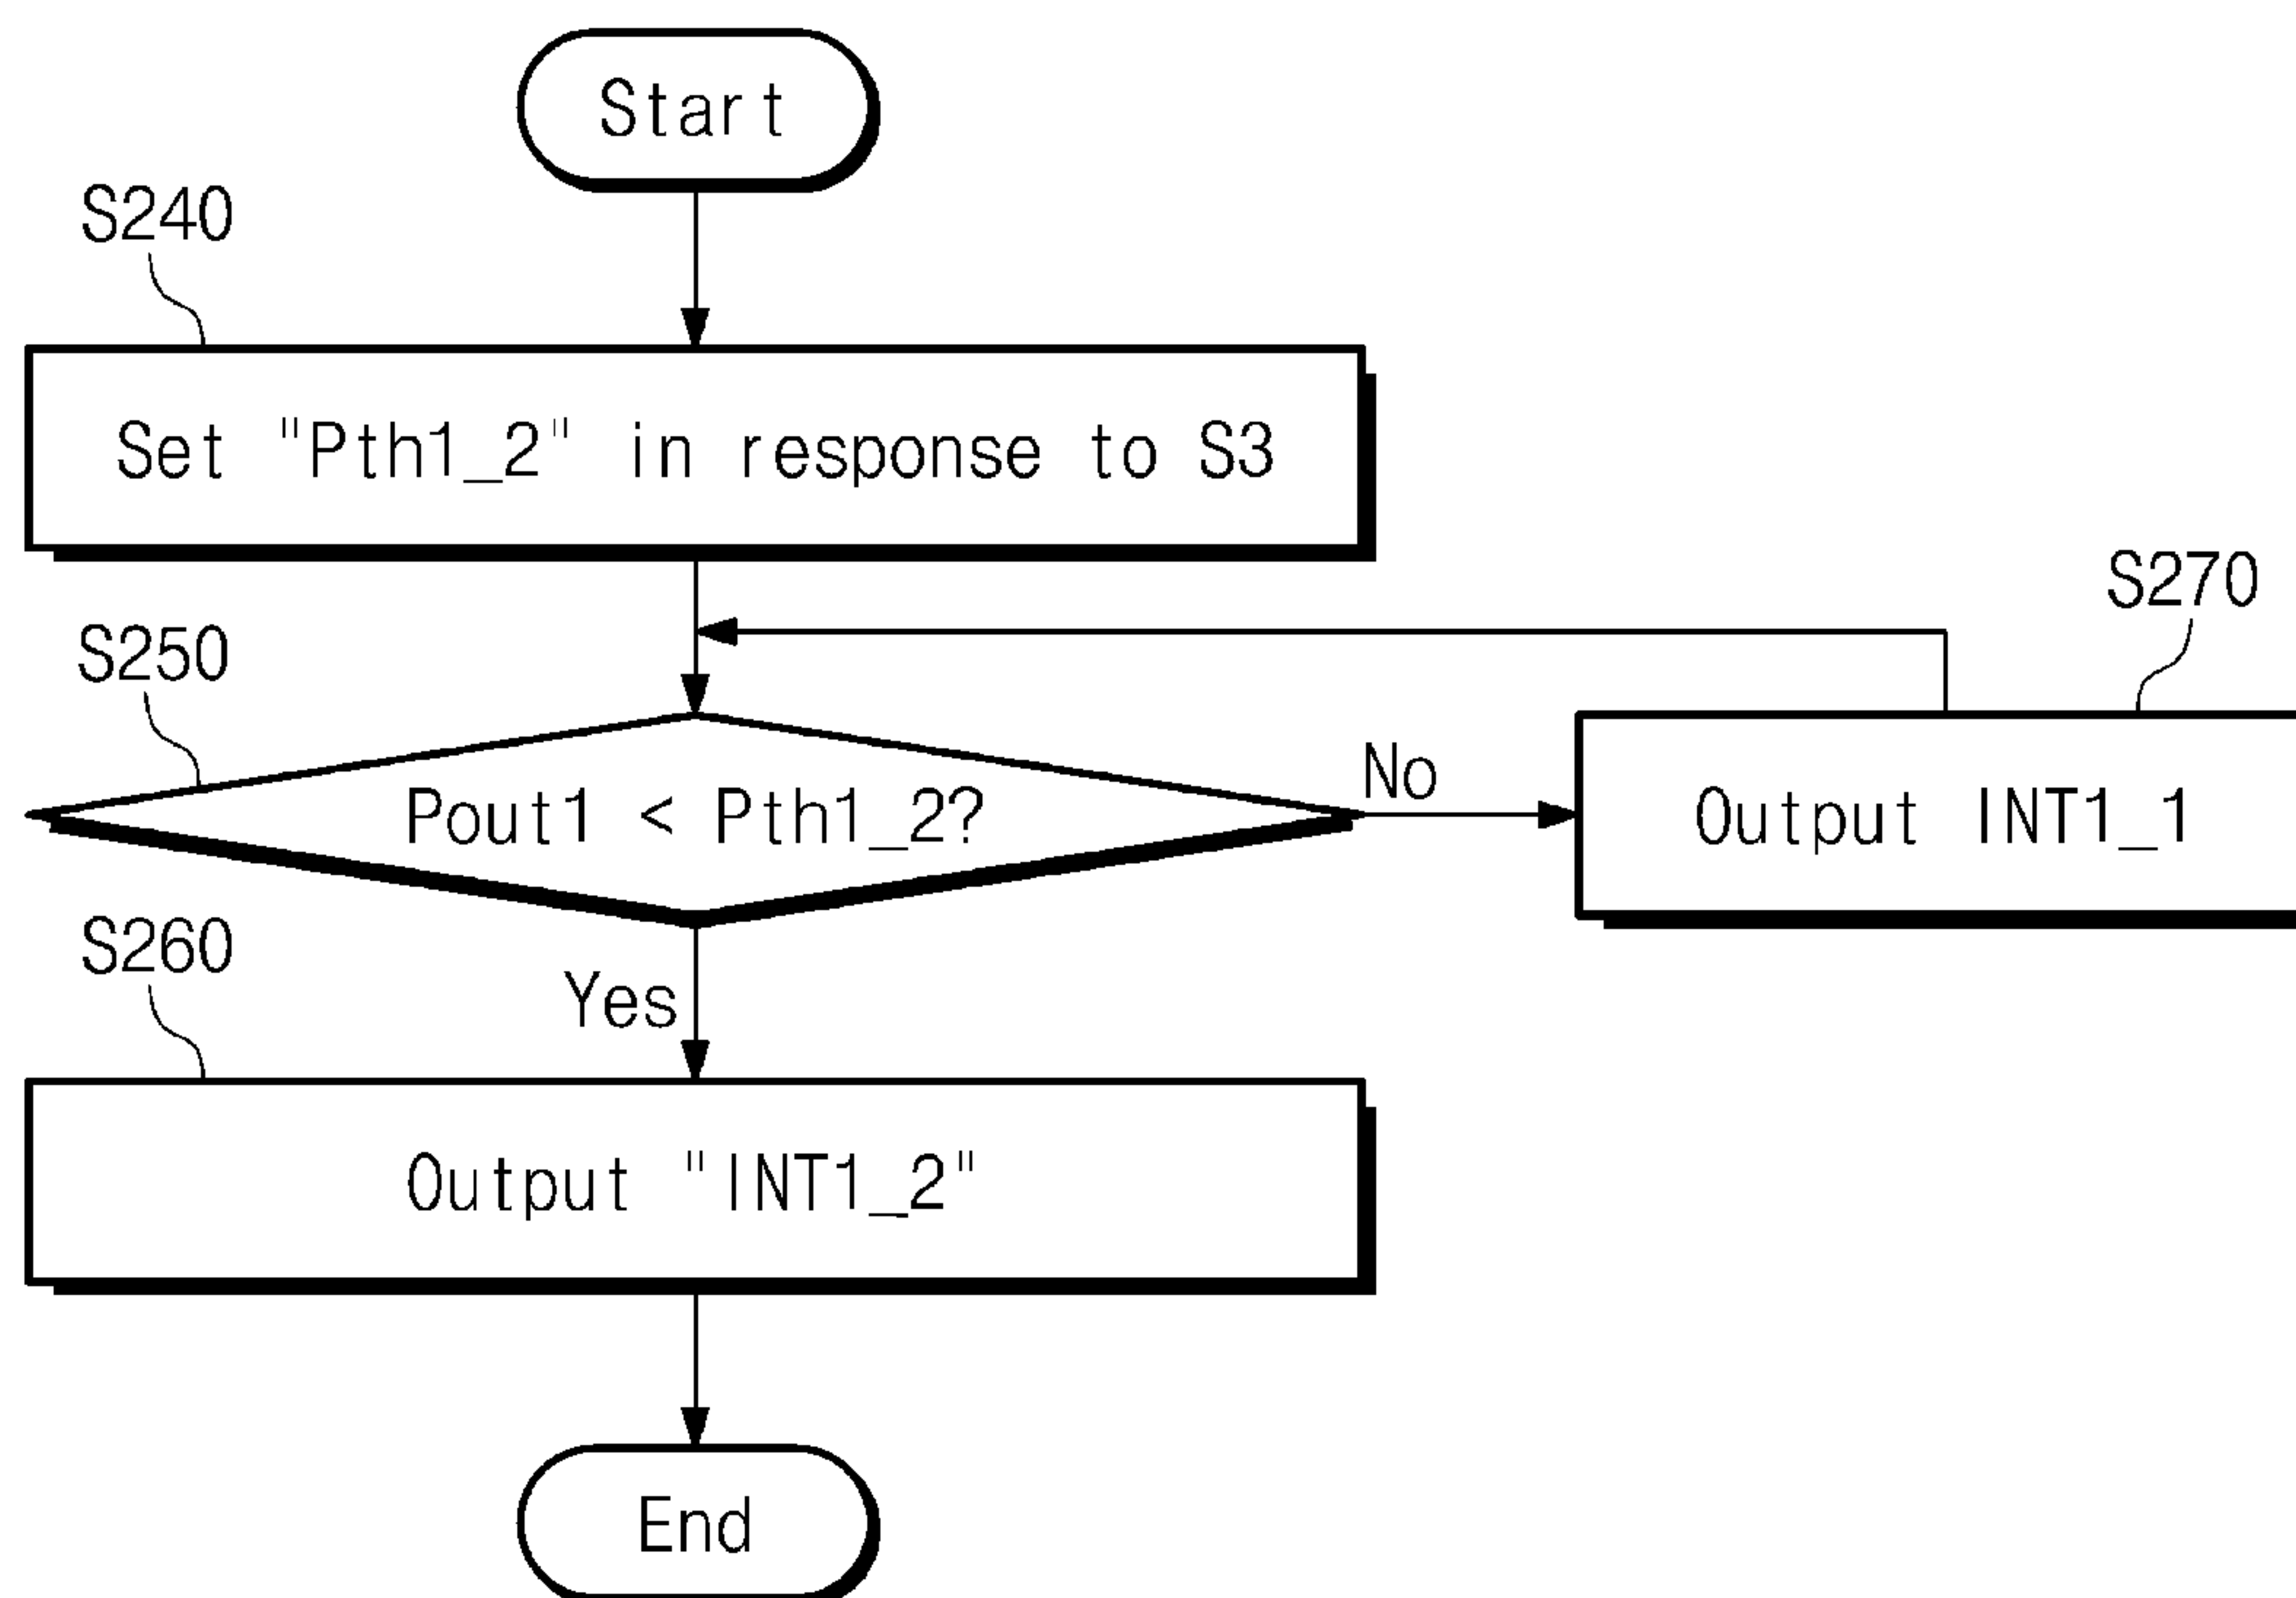 Start
S240
Set "Pth1_2" in response to S3
S270
S250
Pout1 < Pth1_2?
No
Output INT1_1
S260
Yes
Output "INT1_2"
End